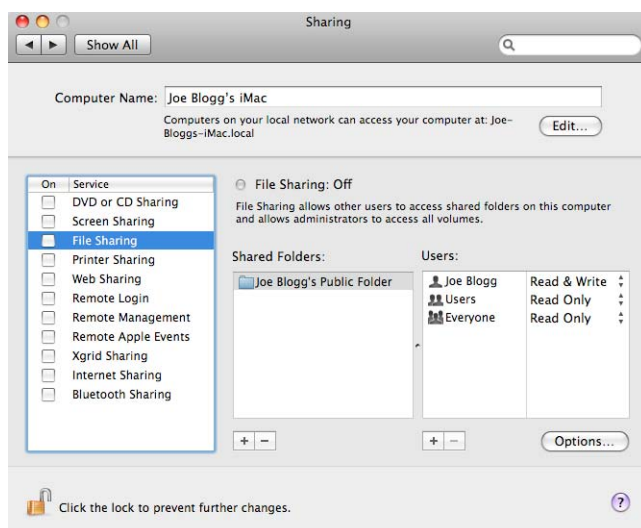 Sharing
Show All
Computer Name: Joe Blogg's iMac
Computers on your local network can access your computer at: Joe-
Bloggs-iMac.local
Edit...
On Service
DVD or CD Sharing
Screen Sharing
File Sharing
Printer Sharing
Web Sharing
Remote Login
Remote Management
Remote Apple Events
Xgrid Sharing
Internet Sharing
Bluetooth Sharing
File Sharing: Off
File Sharing allows other users to access shared folders on this computer
and allows administrators to access all volumes.
Shared Folders:
Joe Blogg's Public Folder
Users:
Joe Blogg Read & Write
Users Read Only
Everyone Read Only
+ − + −
Options...
Click the lock to prevent further changes.
?